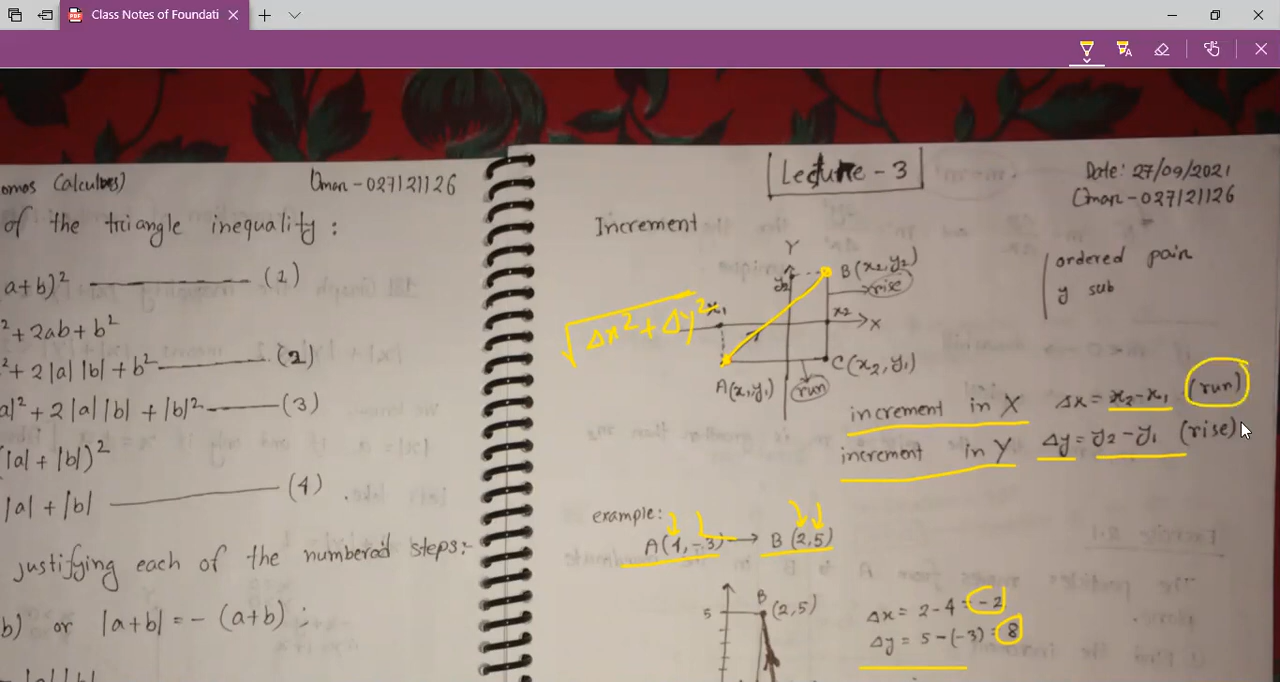 Class Notes of Foundati
omos Calculus)
Oman-027121126
of the triangle inequality:
a+b)² (1)
² + 2ab + b²
² + 2|a||b| + b² (2)
a|² + 2|a||b| + |b|² (3)
(|a| + |b|)²
|a| + |b| (4)
justifying each of the numbered steps:-
b) or |a+b| = - (a+b) ;
Lecture - 3
Date: 27/09/2021
Oman-027121126
Increment
Y
B (x₂, y₂)
y₂
rise
√Δx² + Δy²
x₁
x₂
X
A(x₁y₁)
run
C(x₂, y₁)
ordered pain
y sub
increment in X Δx = x₂-x₁ (run)
increment in Y Δy = y₂-y₁ (rise)
example:
A(4,-3) → B (2,5)
B
5 (2,5)
Δx = 2-4 = -2
Δy = 5-(-3) = 8